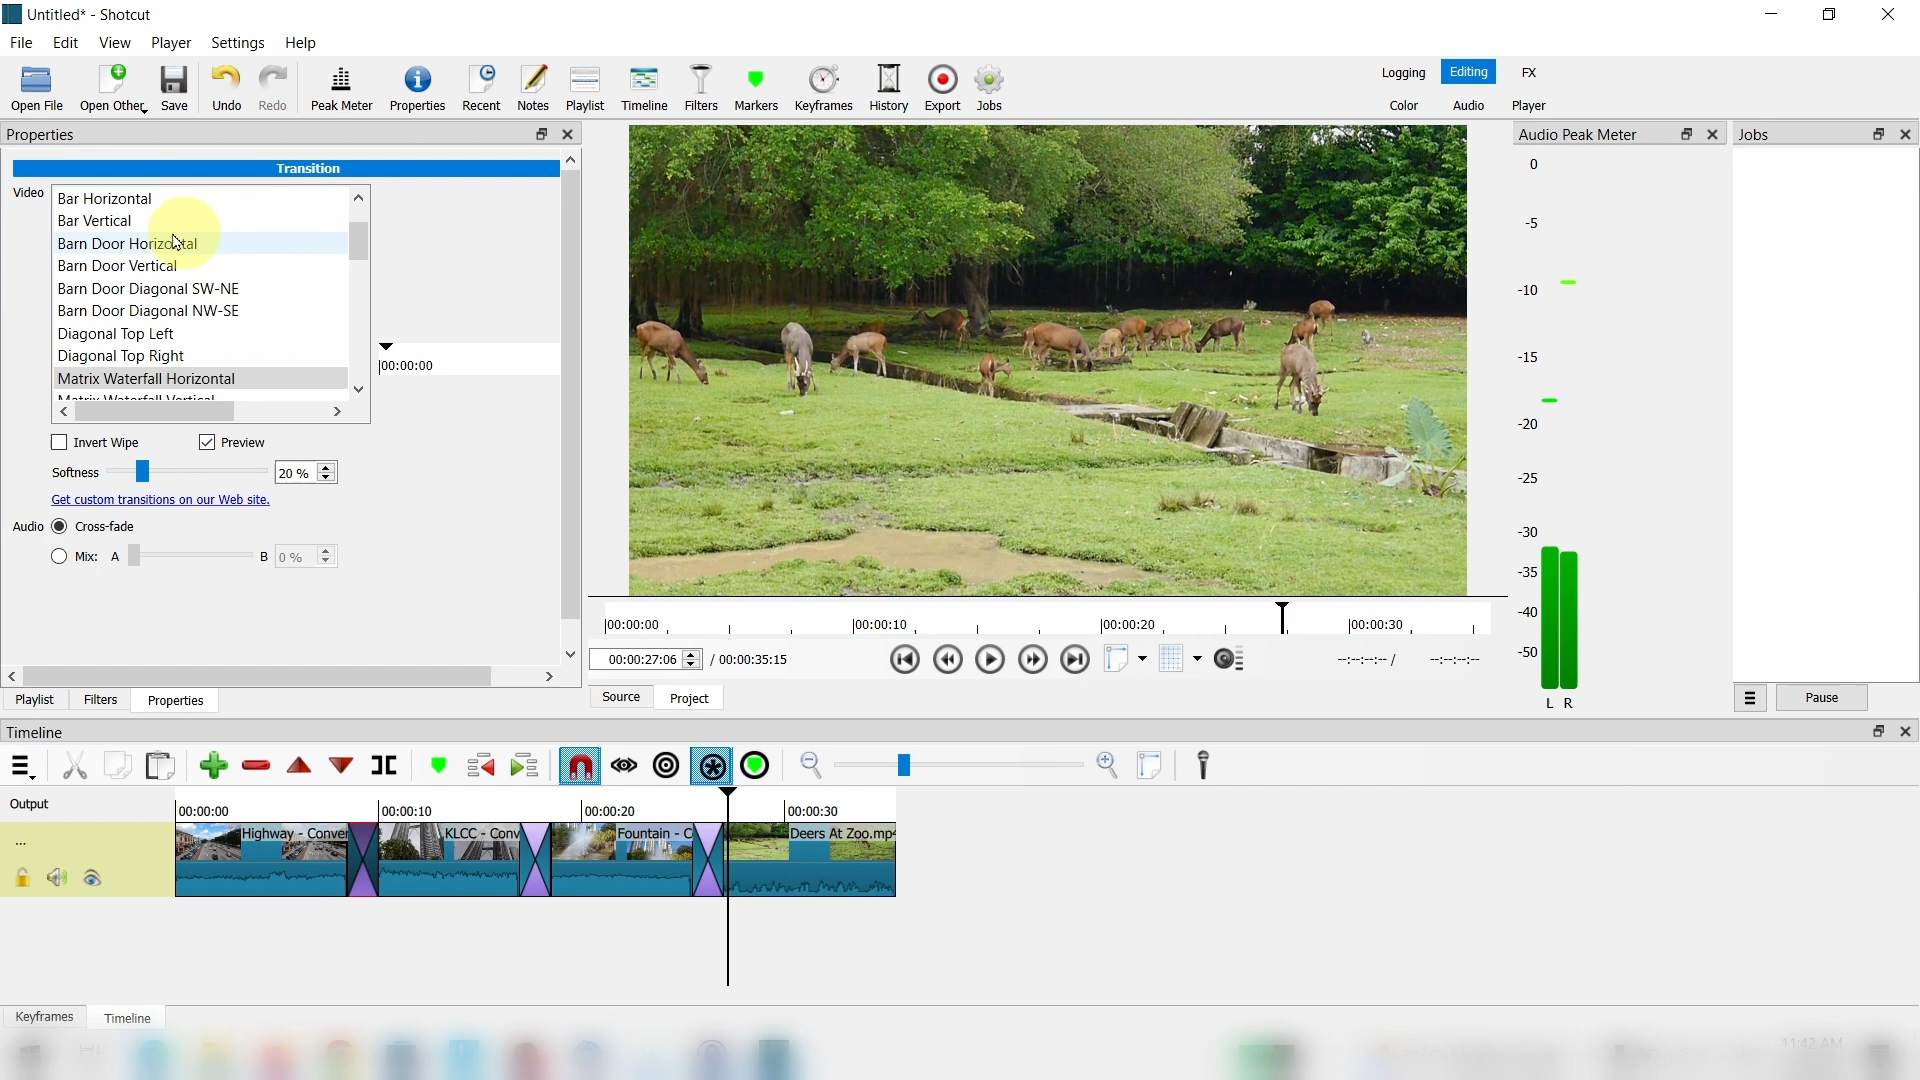 Untitled* - Shotcut
File Edit View Player Settings Help
Open File Open Other Save Undo Redo Peak Meter Properties Recent Notes Playlist Timeline Filters Markers Keyframes History Export Jobs
Logging Editing FX
Color Audio Player
Properties
Transition
Video
Bar Horizontal
Bar Vertical
Barn Door Horizontal
Barn Door Vertical
Barn Door Diagonal SW-NE
Barn Door Diagonal NW-SE
Diagonal Top Left
Diagonal Top Right
Matrix Waterfall Horizontal
Matrix Waterfall Vertical
00:00:00
Invert Wipe Preview
Softness 20 %
Get custom transitions on our Web site.
Audio Cross-fade
Mix: A B 0 %
Playlist Filters Properties
00:00:00 00:00:10 00:00:20 00:00:30
00:00:27:06 / 00:00:35:15 --:--:--:-- / --:--:--:--
Source Project
Audio Peak Meter
0
-5
-10
-15
-20
-25
-30
-35
-40
-50
L R
Jobs
Pause
Timeline
Output
00:00:00 00:00:10 00:00:20 00:00:30
... Highway - Conver KLCC - Conv Fountain - C Deers At Zoo.mp4
Keyframes Timeline
11:42 AM